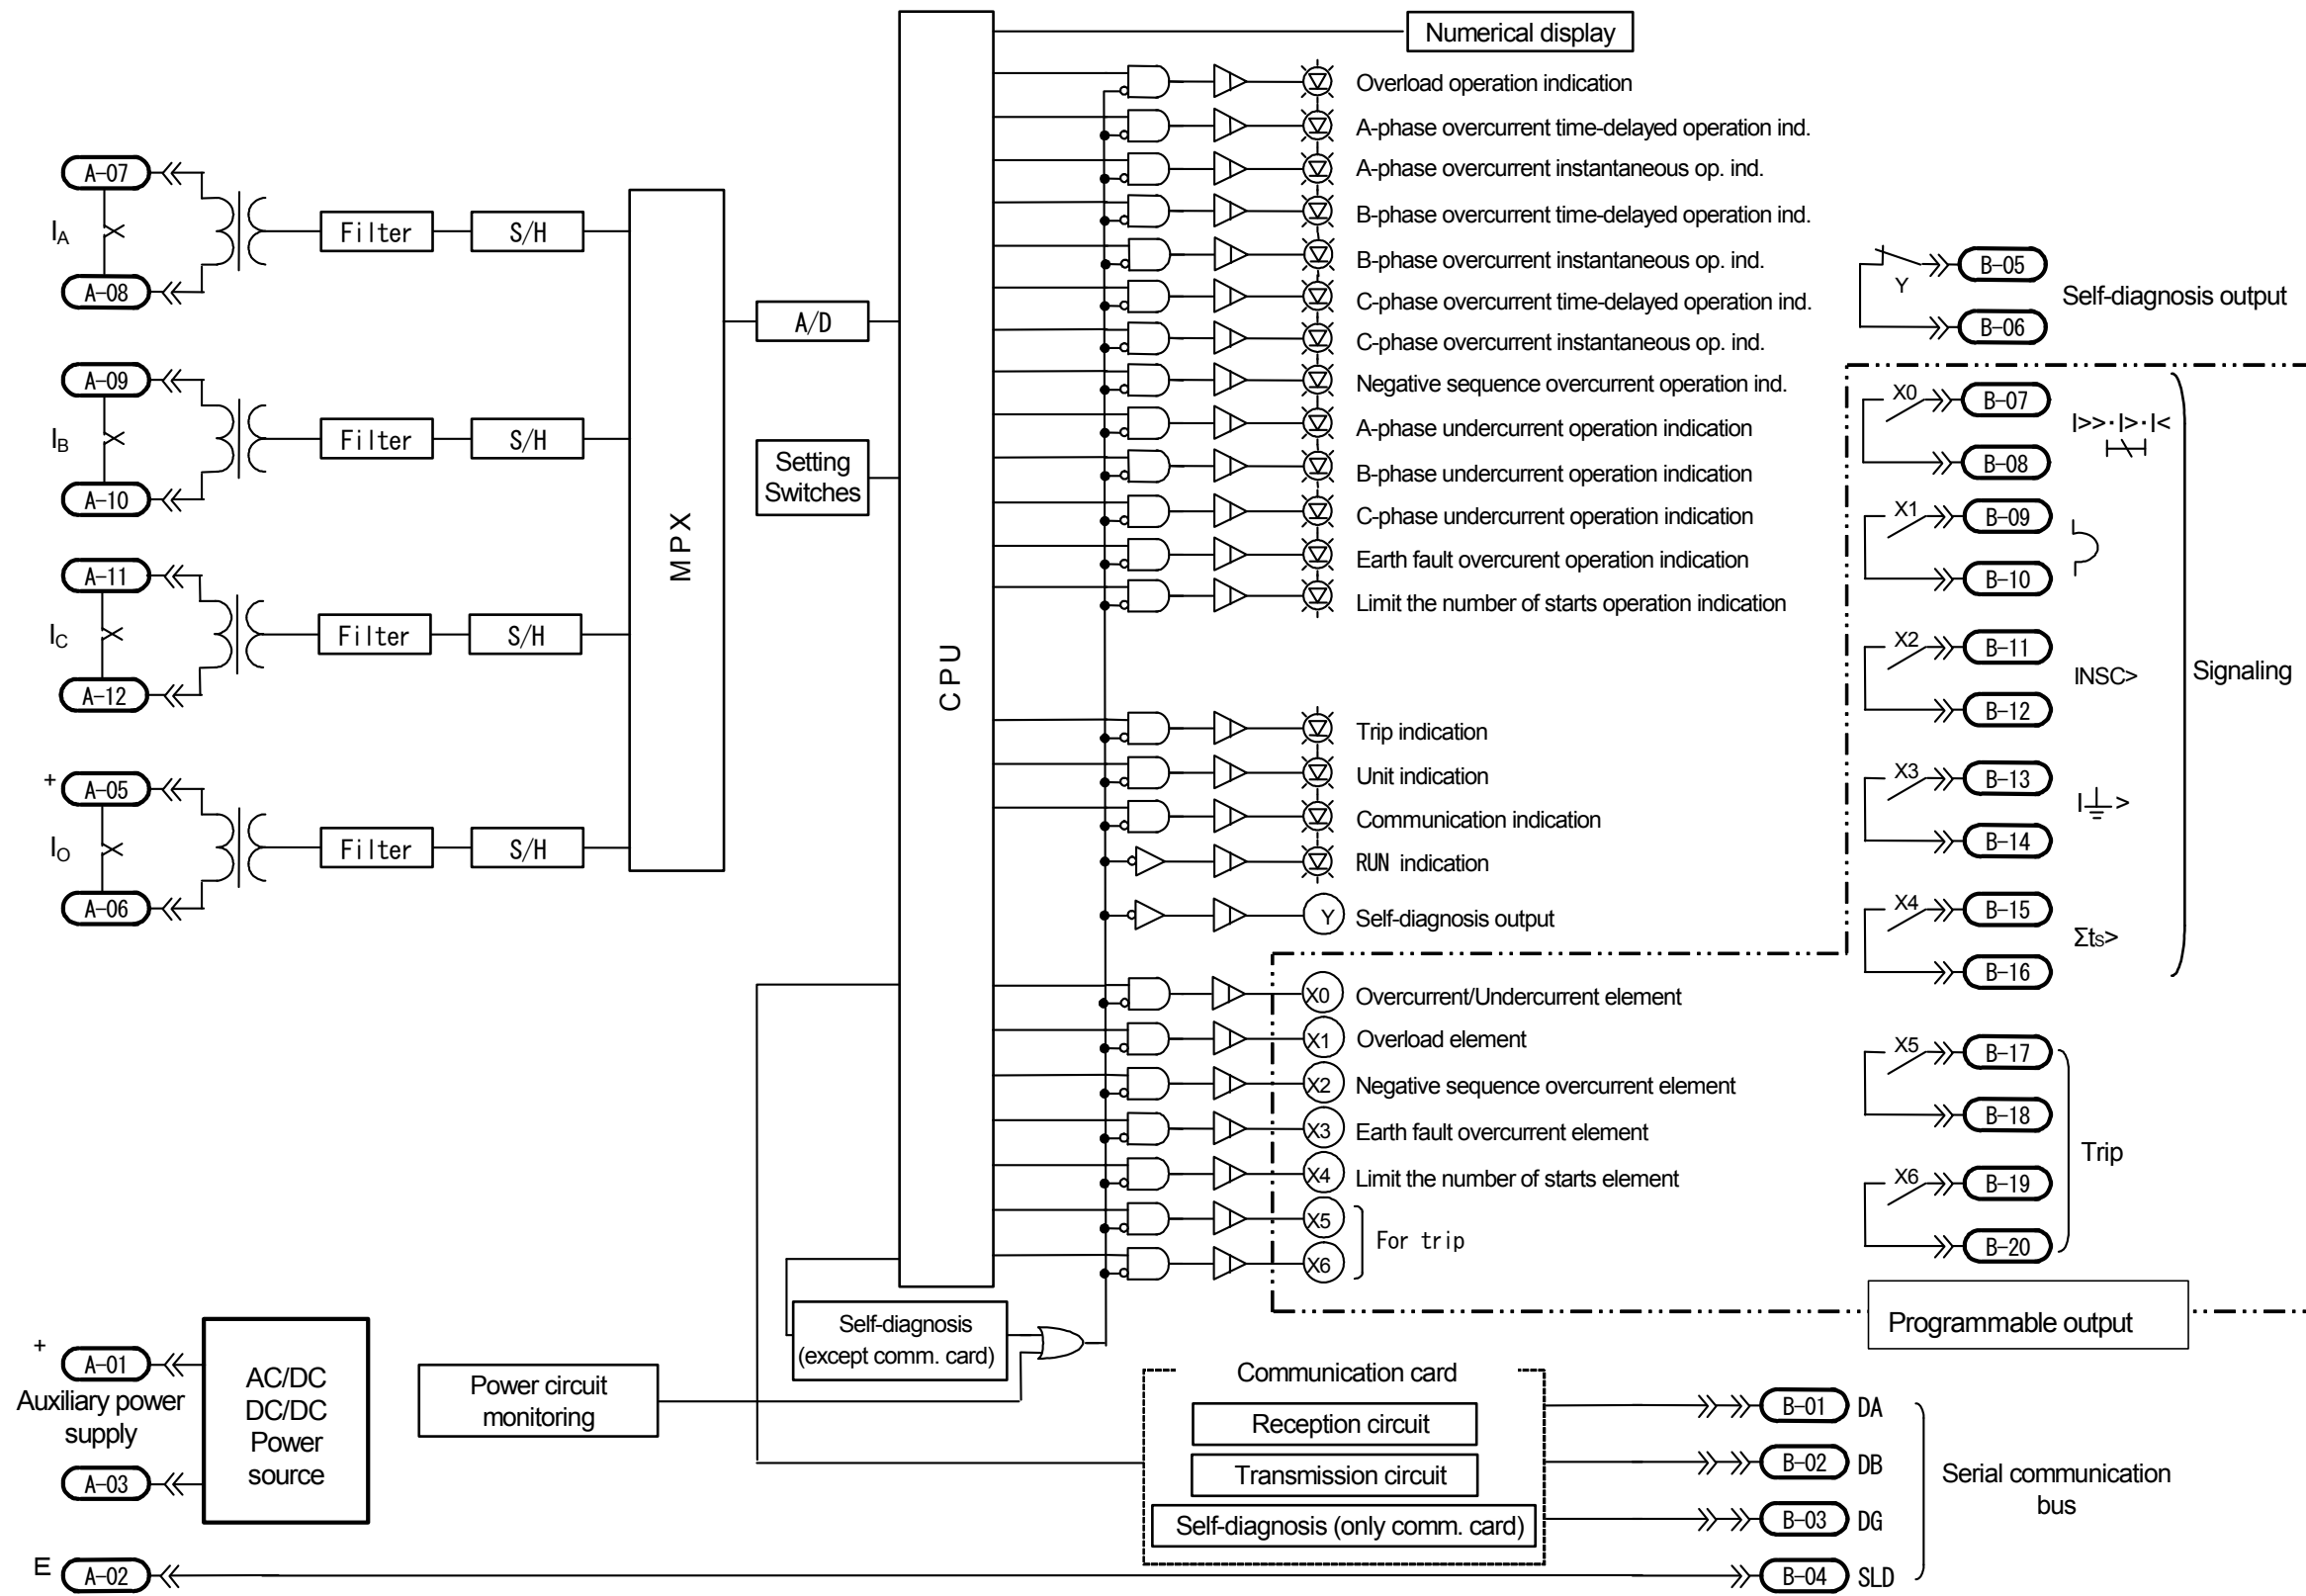 Numerical display
Overload operation indication
A-phase overcurrent time-delayed operation ind.
A-phase overcurrent instantaneous op. ind.
B-phase overcurrent time-delayed operation ind.
B-phase overcurrent instantaneous op. ind.
C-phase overcurrent time-delayed operation ind.
C-phase overcurrent instantaneous op. ind.
Negative sequence overcurrent operation ind.
A-phase undercurrent operation indication
B-phase undercurrent operation indication
C-phase undercurrent operation indication
Earth fault overcurent operation indication
Limit the number of starts operation indication
Trip indication
Unit indication
Communication indication
RUN indication
Y
Self-diagnosis output
X0
Overcurrent/Undercurrent element
X1
Overload element
X2
Negative sequence overcurrent element
X3
Earth fault overcurrent element
X4
Limit the number of starts element
X5
X6
For trip
A-07
IA
A-08
Filter
S/H
A-09
IB
A-10
Filter
S/H
A-11
IC
A-12
Filter
S/H
+
A-05
IO
A-06
Filter
S/H
MPX
A/D
Setting
Switches
CPU
Y
B-05
B-06
Self-diagnosis output
X0
B-07
B-08
I>>·I>·I<
X1
B-09
B-10
X2
B-11
B-12
INSC>
X3
B-13
B-14
I⏚>
X4
B-15
B-16
Σts>
Signaling
X5
B-17
B-18
X6
B-19
B-20
Trip
Programmable output
Self-diagnosis
(except comm. card)
Power circuit
monitoring
+
A-01
Auxiliary power
supply
A-03
AC/DC
DC/DC
Power
source
E
A-02
Communication card
Reception circuit
Transmission circuit
Self-diagnosis (only comm. card)
B-01 DA
B-02 DB
B-03 DG
B-04 SLD
Serial communication
bus